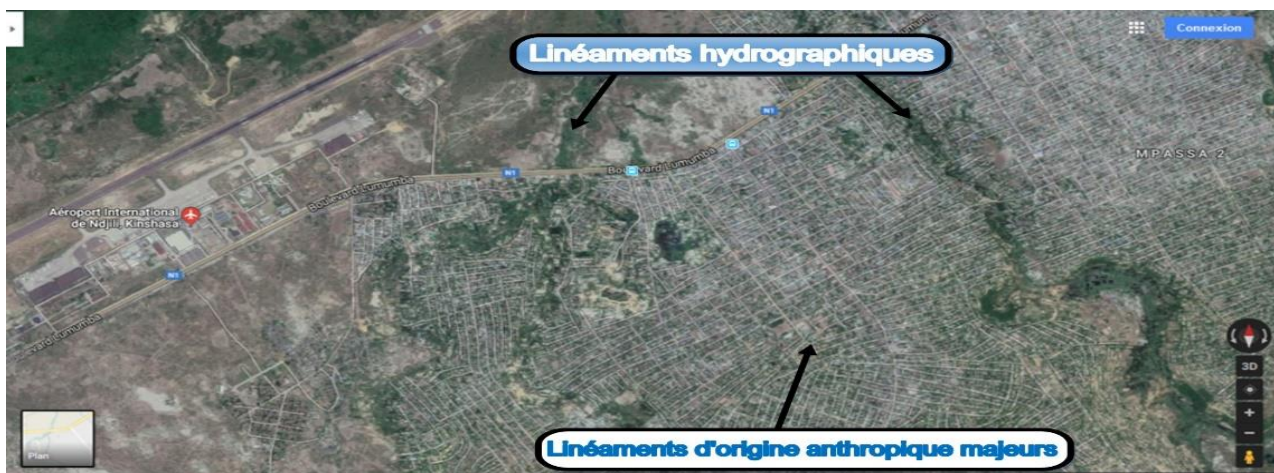 Connexion
Linéaments hydrographiques
N1
MPASSA 2
Boulevard Lumumba
N1
Aéroport International
de Ndjili, Kinshasa
Boulevard Lumumba
N1
evard Lumumba
3D
Linéaments d'origine anthropique majeurs
Plan